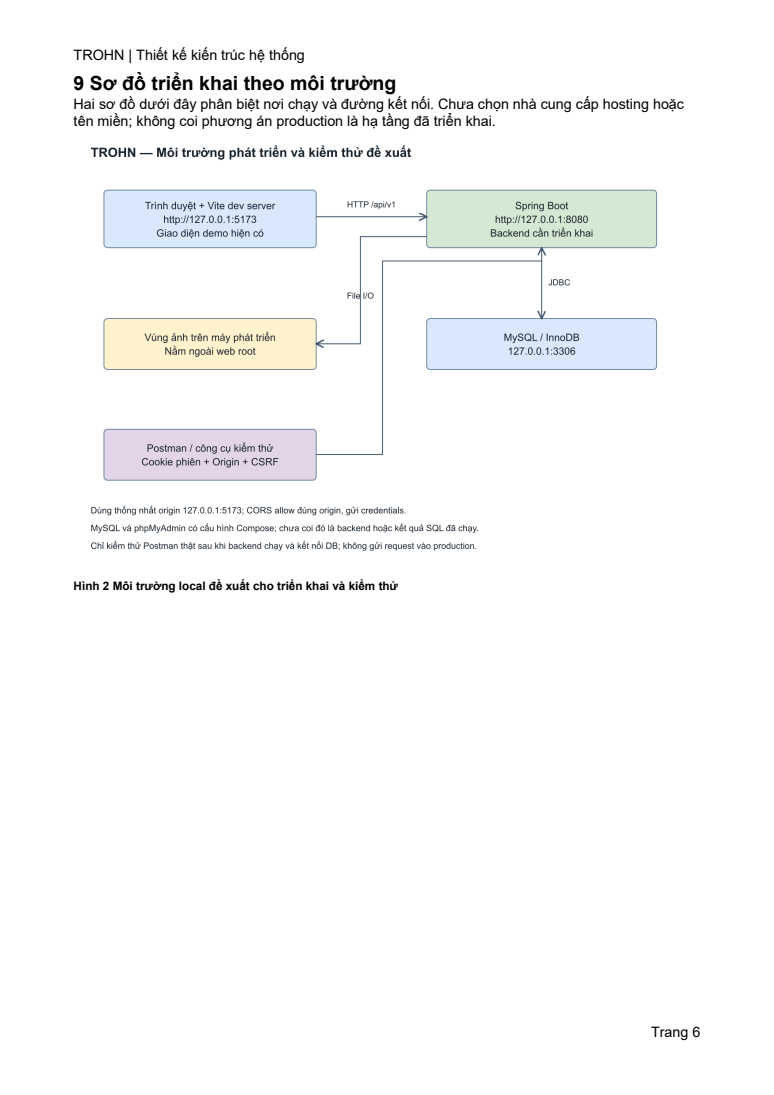 TROHN | Thiết kế kiến trúc hệ thống
9 Sơ đồ triển khai theo môi trường
Hai sơ đồ dưới đây phân biệt nơi chạy và đường kết nối. Chưa chọn nhà cung cấp hosting hoặc
tên miền; không coi phương án production là hạ tầng đã triển khai.
TROHN — Môi trường phát triển và kiểm thử đề xuất
Trình duyệt + Vite dev server
http://127.0.0.1:5173
Giao diện demo hiện có
HTTP /api/v1
Spring Boot
http://127.0.0.1:8080
Backend cần triển khai
File I/O
JDBC
Vùng ảnh trên máy phát triển
Nằm ngoài web root
MySQL / InnoDB
127.0.0.1:3306
Postman / công cụ kiểm thử
Cookie phiên + Origin + CSRF
Dùng thống nhất origin 127.0.0.1:5173; CORS allow đúng origin, gửi credentials.
MySQL và phpMyAdmin có cấu hình Compose; chưa coi đó là backend hoặc kết quả SQL đã chạy.
Chỉ kiểm thử Postman thật sau khi backend chạy và kết nối DB; không gửi request vào production.
Hình 2 Môi trường local đề xuất cho triển khai và kiểm thử
Trang 6